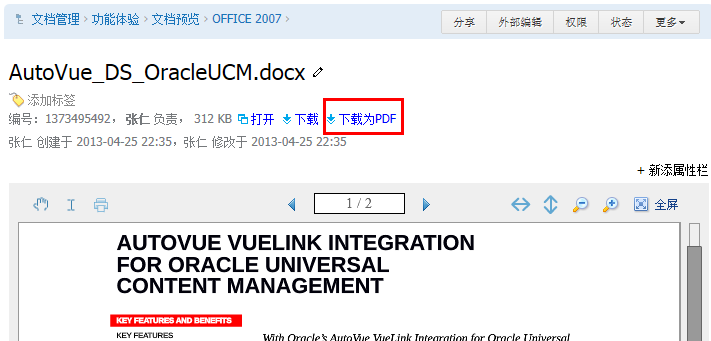 文档管理 › 功能体验 › 文档预览 › OFFICE 2007 ›
分享 外部编辑 权限 状态 更多
AutoVue_DS_OracleUCM.docx
添加标签
编号：1373495492， 张仁 负责， 312 KB 打开 下载 下载为PDF
张仁 创建于 2013-04-25 22:35，张仁 修改于 2013-04-25 22:35
+ 新添属性栏
1 / 2 全屏
AUTOVUE VUELINK INTEGRATION
FOR ORACLE UNIVERSAL
CONTENT MANAGEMENT
KEY FEATURES AND BENEFITS
KEY FEATURES
With Oracle's AutoVue VueLink Integration for Oracle Universal